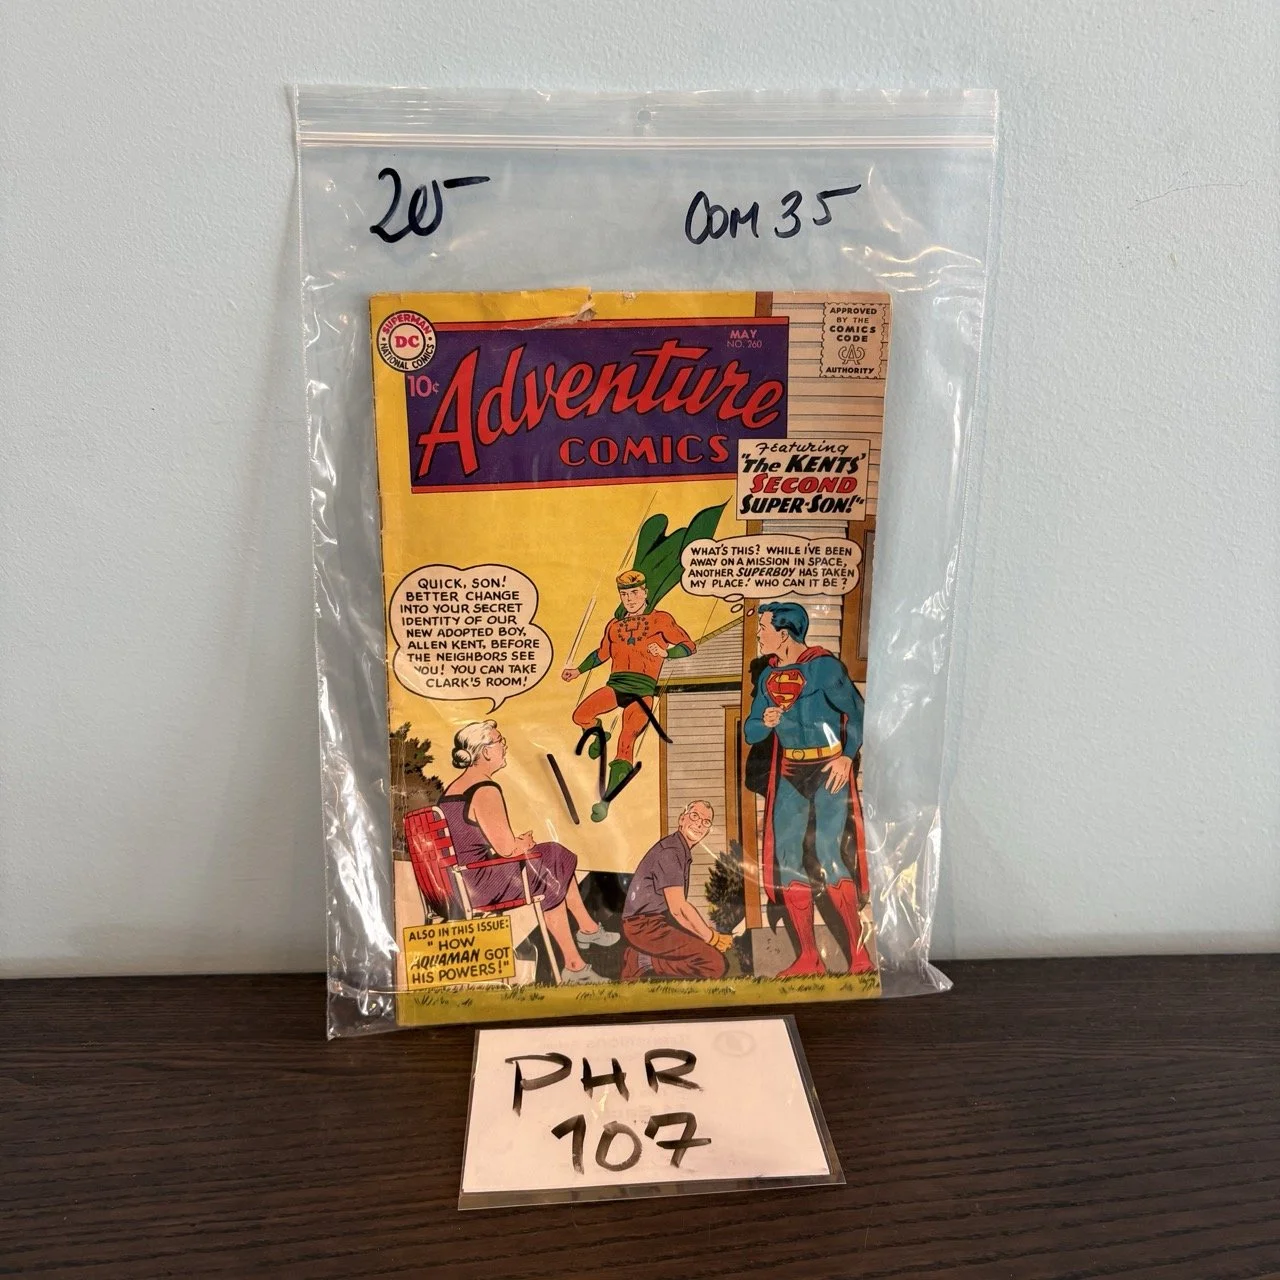 20-
COM 35
SUPERMAN
DC
NATIONAL COMICS
10¢
MAY
NO. 260
APPROVED
BY THE
COMICS
CODE
CA
AUTHORITY
Adventure
COMICS
Featuring
"The KENTS'
SECOND
SUPER-SON!"
WHAT'S THIS? WHILE I'VE BEEN
AWAY ON A MISSION IN SPACE,
ANOTHER SUPERBOY HAS TAKEN
MY PLACE! WHO CAN IT BE?
QUICK, SON!
BETTER CHANGE
INTO YOUR SECRET
IDENTITY OF OUR
NEW ADOPTED BOY,
ALLEN KENT, BEFORE
THE NEIGHBORS SEE
YOU! YOU CAN TAKE
CLARK'S ROOM!
S
12
ALSO IN THIS ISSUE:
"HOW
AQUAMAN GOT
HIS POWERS!"
PHR
107